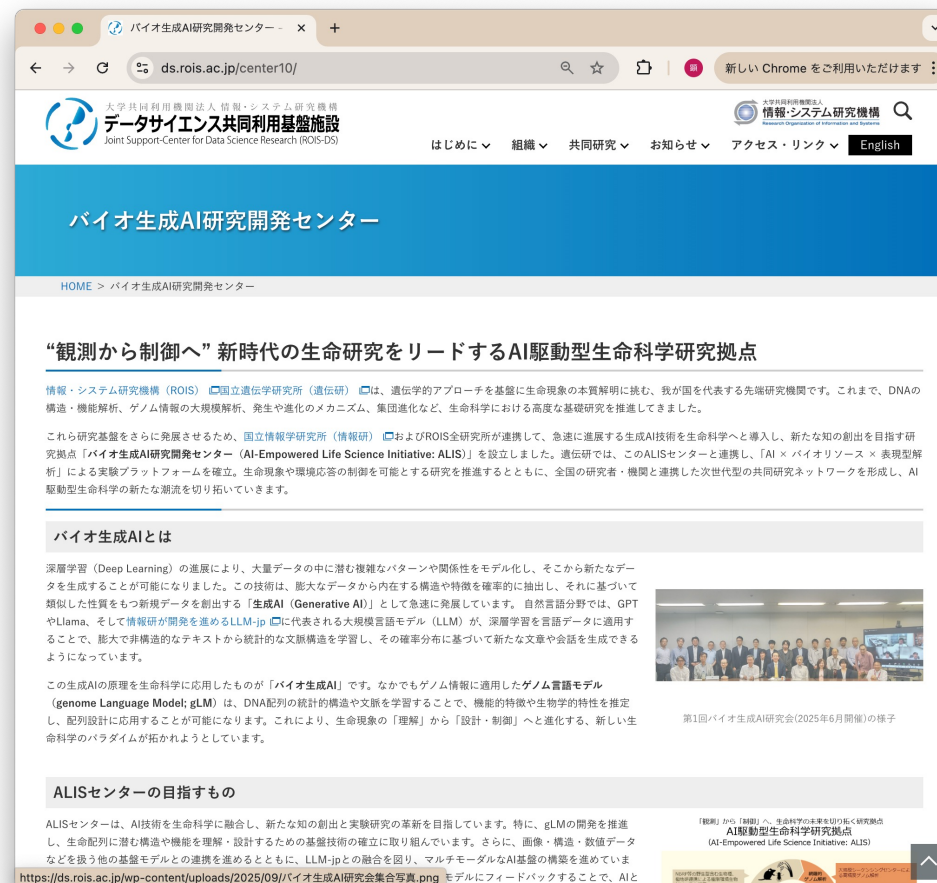 バイオ生成AI研究開発センター –
ds.rois.ac.jp/center10/
新しい Chrome をご利用いただけます
大学共同利用機関法人 情報・システム研究機構
データサイエンス共同利用基盤施設
Joint Support-Center for Data Science Research (ROIS-DS)
大学共同利用機関法人
情報・システム研究機構
Research Organization of Information and Systems
はじめに 組織 共同研究 お知らせ アクセス・リンク English
バイオ生成AI研究開発センター
HOME > バイオ生成AI研究開発センター
“観測から制御へ” 新時代の生命研究をリードするAI駆動型生命科学研究拠点
情報・システム研究機構（ROIS）国立遺伝学研究所（遺伝研）は、遺伝学的アプローチを基盤に生命現象の本質解明に挑む、我が国を代表する先端研究機関です。これまで、DNAの
構造・機能解析、ゲノム情報の大規模解析、発生や進化のメカニズム、集団進化など、生命科学における高度な基礎研究を推進してきました。
これら研究基盤をさらに発展させるため、国立情報学研究所（情報研）およびROIS全研究所が連携して、急速に進展する生成AI技術を生命科学へと導入し、新たな知の創出を目指す研
究拠点「バイオ生成AI研究開発センター（AI-Empowered Life Science Initiative: ALIS）」を設立しました。遺伝研では、このALISセンターと連携し、「AI × バイオリソース × 表現型解
析」による実験プラットフォームを確立。生命現象や環境応答の制御を可能とする研究を推進するとともに、全国の研究者・機関と連携した次世代型の共同研究ネットワークを形成し、AI
駆動型生命科学の新たな潮流を切り拓いていきます。
バイオ生成AIとは
深層学習（Deep Learning）の進展により、大量データの中に潜む複雑なパターンや関係性をモデル化し、そこから新たなデー
タを生成することが可能になりました。この技術は、膨大なデータから内在する構造や特徴を確率的に抽出し、それに基づいて
類似した性質をもつ新規データを創出する「生成AI（Generative AI）」として急速に発展しています。 自然言語分野では、GPT
やLlama、そして情報研が開発を進めるLLM-jpに代表される大規模言語モデル（LLM）が、深層学習を言語データに適用す
ることで、膨大で非構造的なテキストから統計的な文脈構造を学習し、その確率分布に基づいて新たな文章や会話を生成できる
ようになっています。
この生成AIの原理を生命科学に応用したものが「バイオ生成AI」です。なかでもゲノム情報に適用したゲノム言語モデル
（genome Language Model; gLM）は、DNA配列の統計的構造や文脈を学習することで、機能的特徴や生物学的特性を推定
し、配列設計に応用することが可能になります。これにより、生命現象の「理解」から「設計・制御」へと進化する、新しい生
命科学のパラダイムが拓かれようとしています。
第1回バイオ生成AI研究会(2025年6月開催)の様子
ALISセンターの目指すもの
ALISセンターは、AI技術を生命科学に融合し、新たな知の創出と実験研究の革新を目指しています。特に、gLMの開発を推進
し、生命配列に潜む構造や機能を理解・設計するための基盤技術の確立に取り組んでいます。さらに、画像・構造・数値データ
などを扱う他の基盤モデルとの連携を進めるとともに、LLM-jpとの融合を図り、マルチモーダルなAI基盤の構築を進めていま
モデルにフィードバックすることで、AIと
「観測」から「制御」へ、生命科学の未来を切り拓く研究拠点
AI駆動型生命科学研究拠点
(AI-Empowered Life Science Initiative: ALIS)
https://ds.rois.ac.jp/wp-content/uploads/2025/09/バイオ生成AI研究会集合写真.png